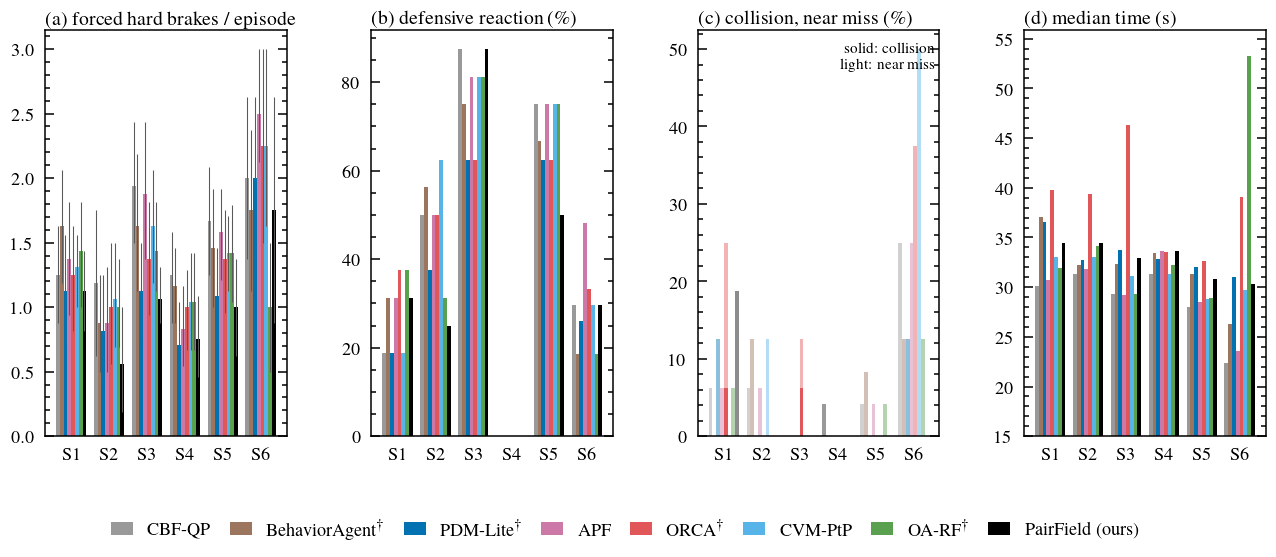 (a) forced hard brakes / episode
3.0
2.5
2.0
1.5
1.0
0.5
0.0
S1 S2 S3 S4 S5 S6
(b) defensive reaction (%)
80
60
40
20
0
S1 S2 S3 S4 S5 S6
(c) collision, near miss (%)
solid: collision
light: near miss
50
40
30
20
10
0
S1 S2 S3 S4 S5 S6
(d) median time (s)
55
50
45
40
35
30
25
20
15
S1 S2 S3 S4 S5 S6
CBF-QP BehaviorAgent† PDM-Lite† APF ORCA† CVM-PtP OA-RF† PairField (ours)